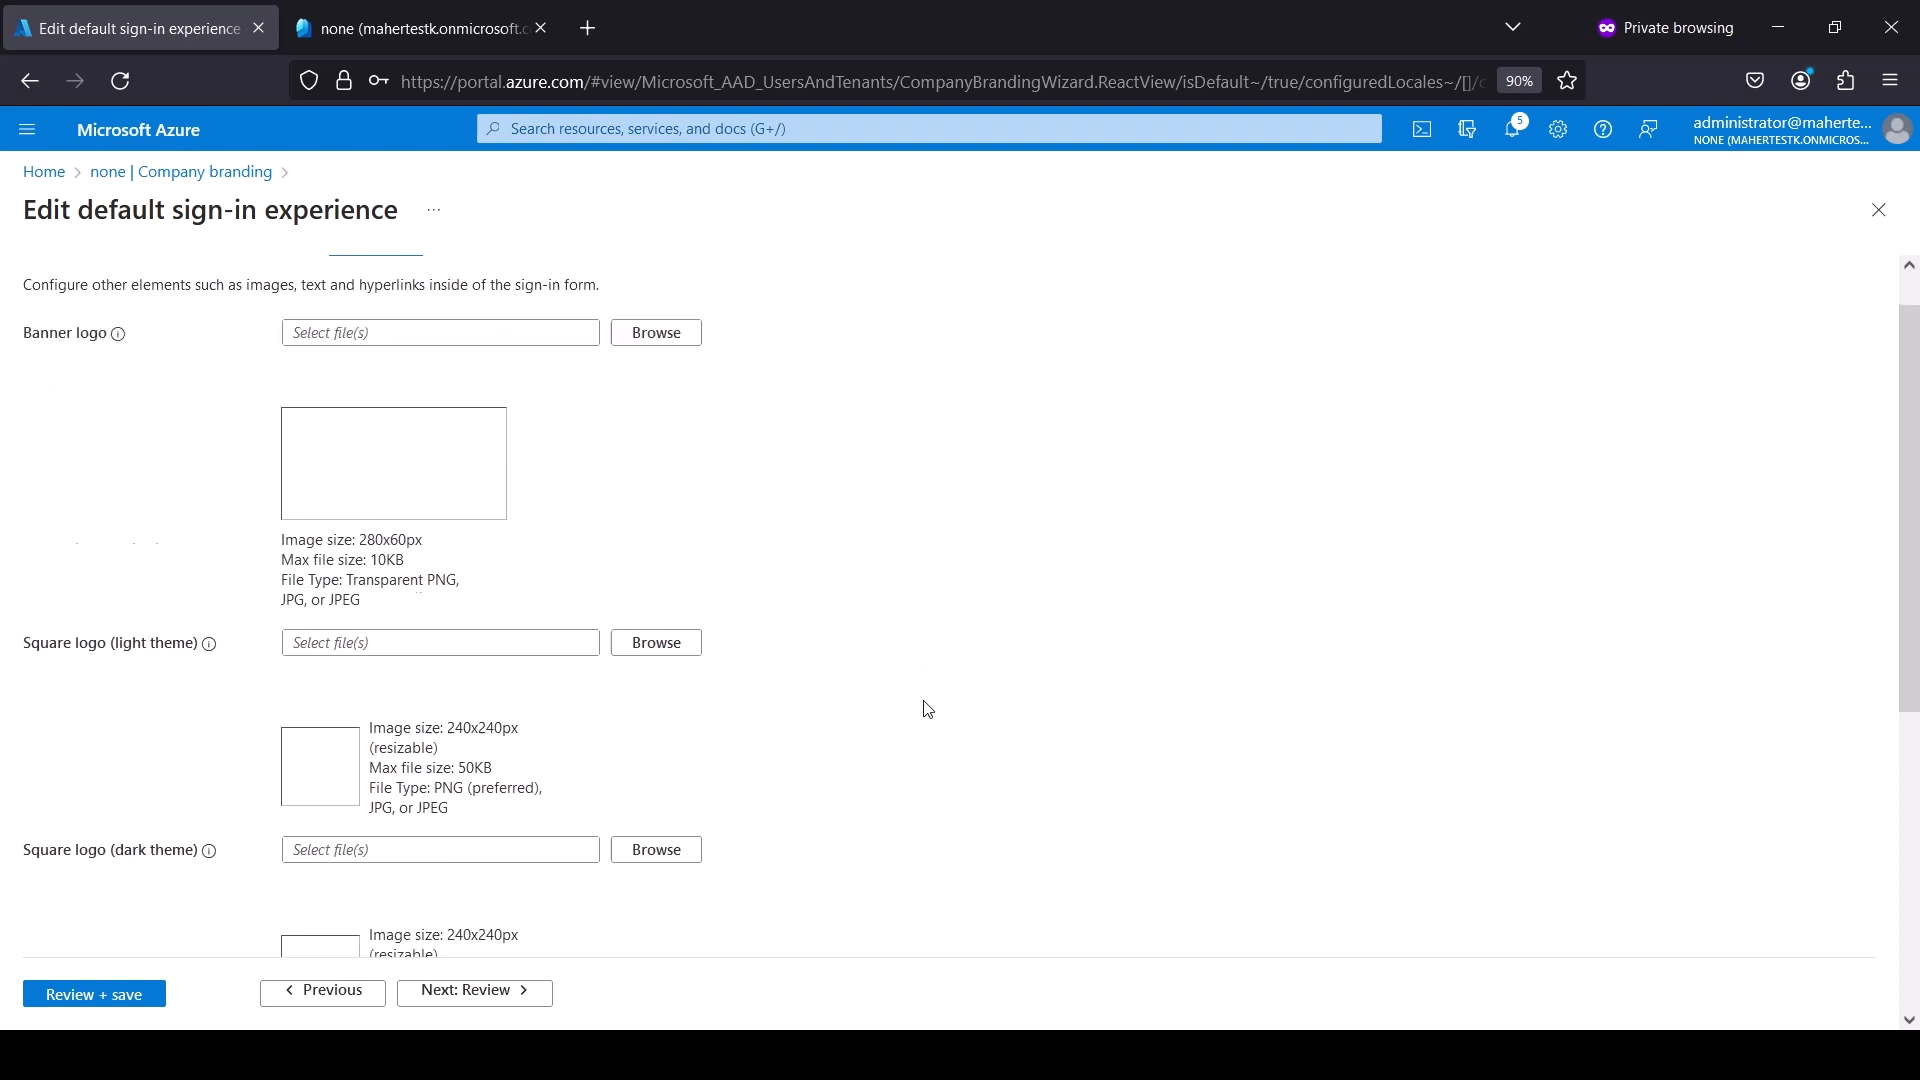 Edit default sign-in experience
none (mahertestk.onmicrosoft.c
Private browsing
https://portal.azure.com/#view/Microsoft_AAD_UsersAndTenants/CompanyBrandingWizard.ReactView/isDefault~/true/configuredLocales~/[]/c
90%
Microsoft Azure
Search resources, services, and docs (G+/)
5
administrator@maherte...
NONE (MAHERTESTK.ONMICROS...
Home > none | Company branding >
Edit default sign-in experience ...
Configure other elements such as images, text and hyperlinks inside of the sign-in form.
Banner logo
Select file(s)
Browse
Image size: 280x60px
Max file size: 10KB
File Type: Transparent PNG,
JPG, or JPEG
Square logo (light theme)
Select file(s)
Browse
Image size: 240x240px
(resizable)
Max file size: 50KB
File Type: PNG (preferred),
JPG, or JPEG
Square logo (dark theme)
Select file(s)
Browse
Image size: 240x240px
(resizable)
Review + save
< Previous
Next: Review >